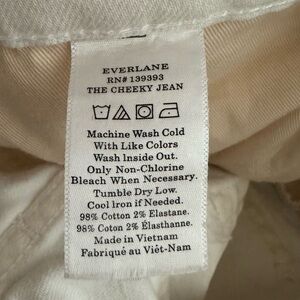 EVERLANE
RN# 139393
THE CHEEKY JEAN
Machine Wash Cold
With Like Colors
Wash Inside Out.
Only Non-Chlorine
Bleach When Necessary.
Tumble Dry Low.
Cool Iron if Needed.
98% Cotton 2% Elastane.
98% Coton 2% Élasthanne.
Made in Vietnam
Fabriqué au Viêt-Nam